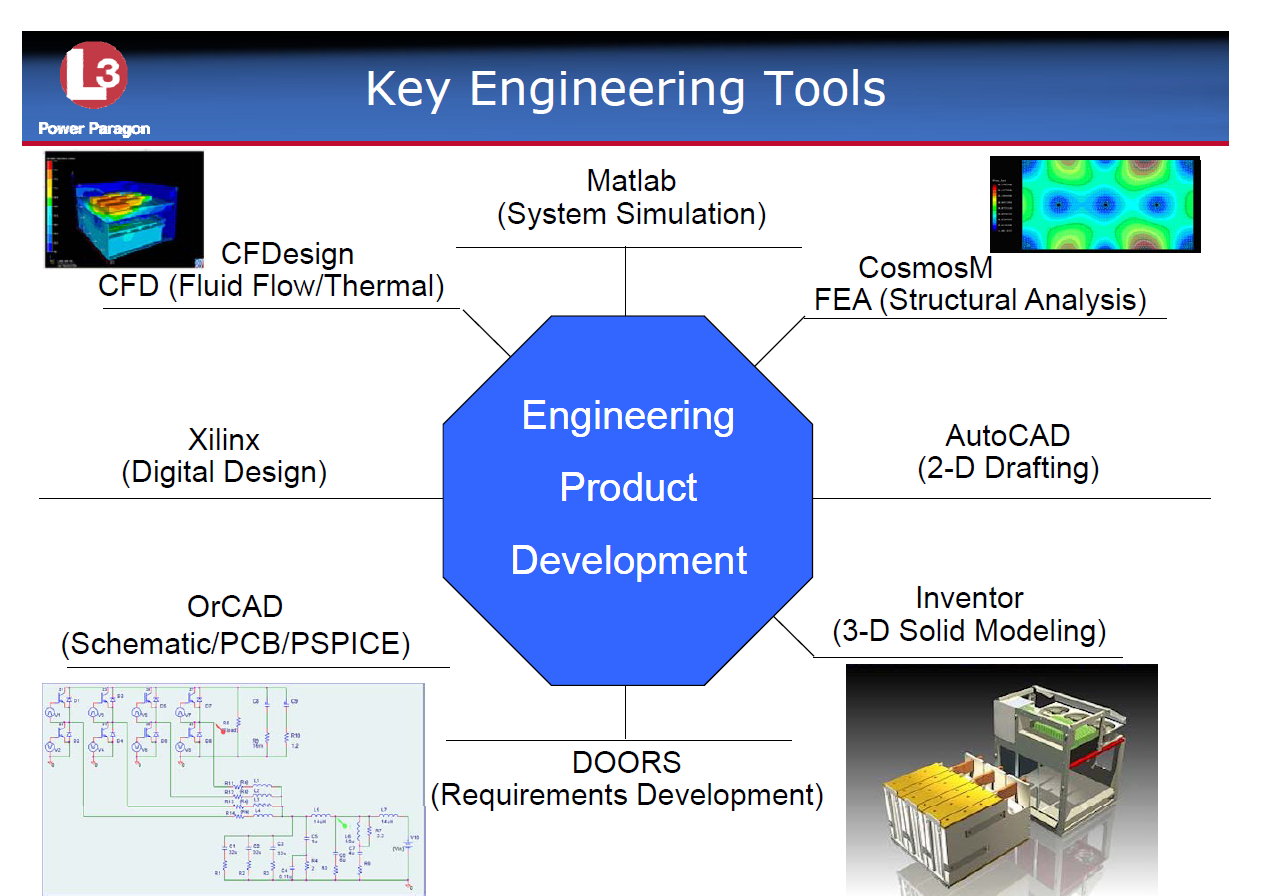 L3
Power Paragon
Key Engineering Tools
Matlab
(System Simulation)
CFDesign
CFD (Fluid Flow/Thermal)
CosmosM
FEA (Structural Analysis)
Engineering
Product
Development
Xilinx
(Digital Design)
AutoCAD
(2-D Drafting)
OrCAD
(Schematic/PCB/PSPICE)
Inventor
(3-D Solid Modeling)
DOORS
(Requirements Development)